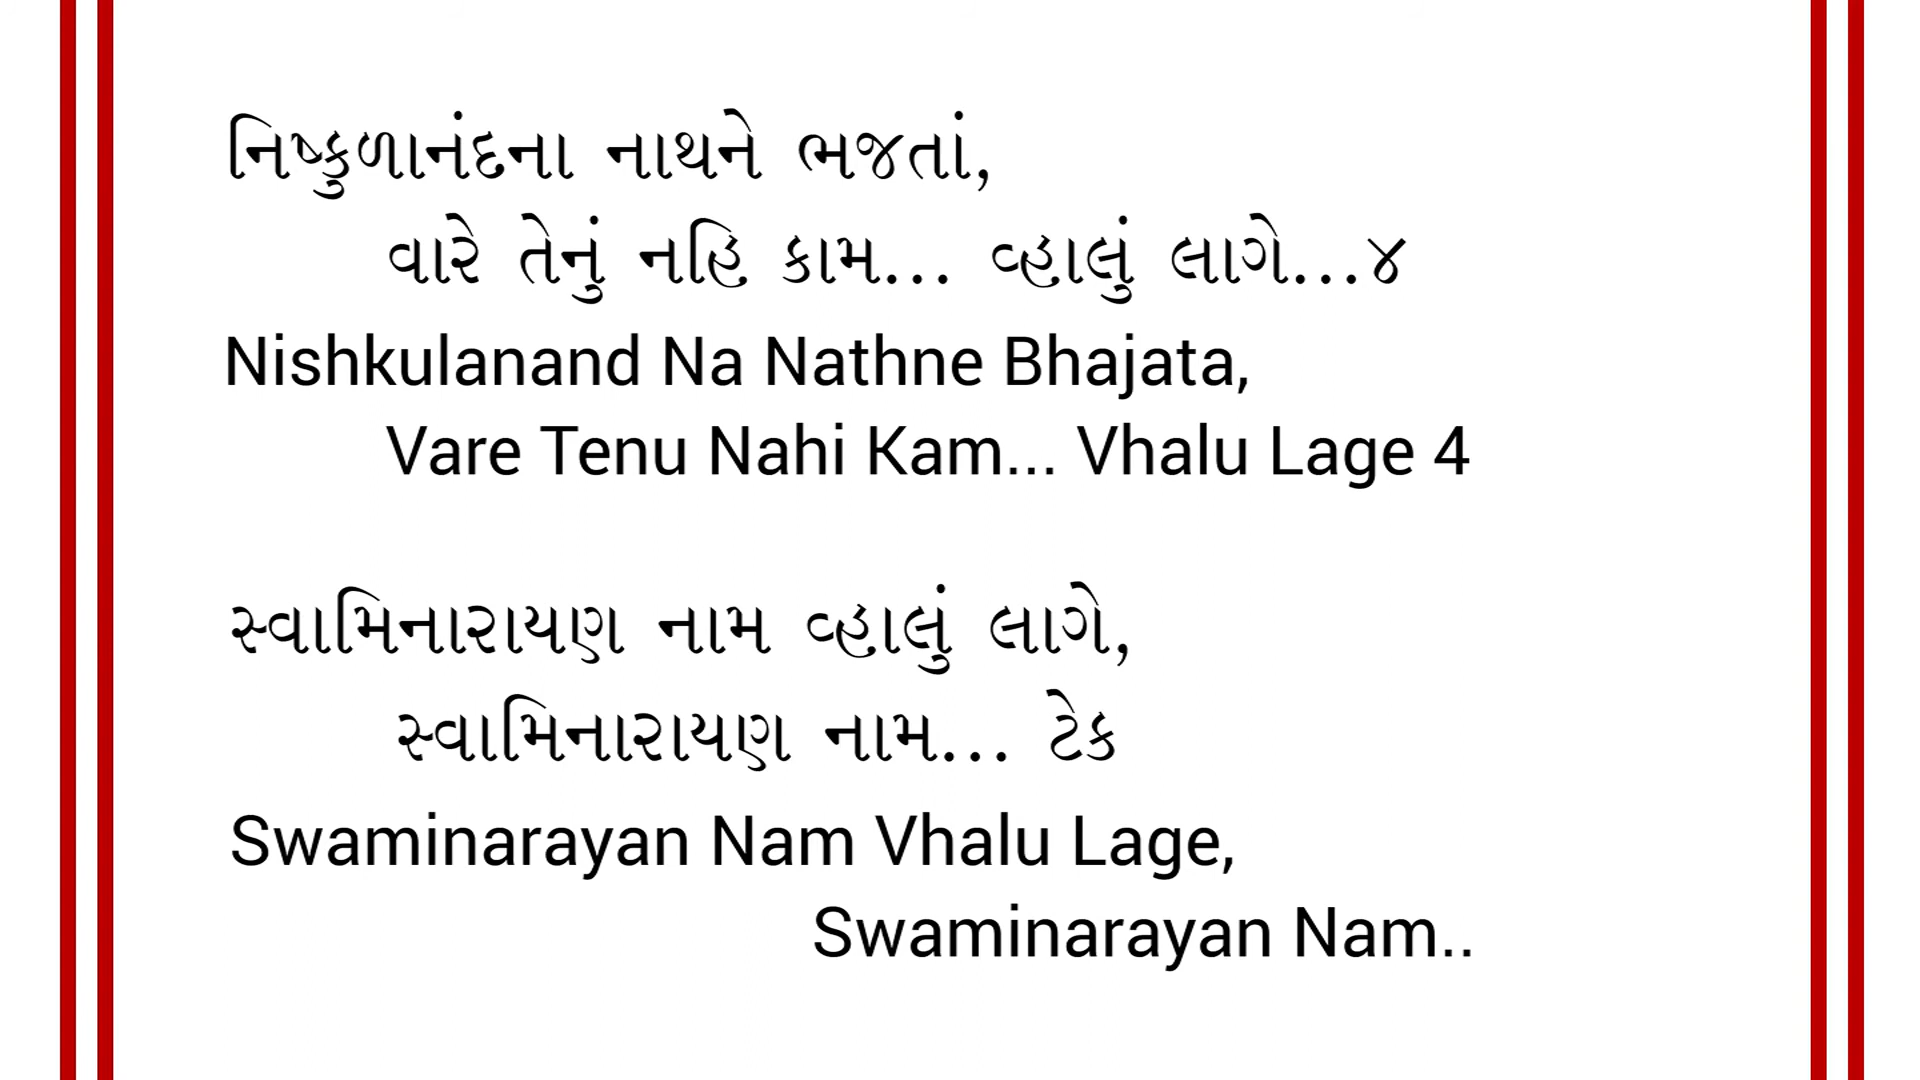 નિષ્કુળાનંદના નાથને ભજતાં,
વારે તેનું નહિ કામ... વ્હાલું લાગે...૪
Nishkulanand Na Nathne Bhajata,
Vare Tenu Nahi Kam... Vhalu Lage 4
સ્વામિનારાયણ નામ વ્હાલું લાગે,
સ્વામિનારાયણ નામ... ટેક
Swaminarayan Nam Vhalu Lage,
Swaminarayan Nam..